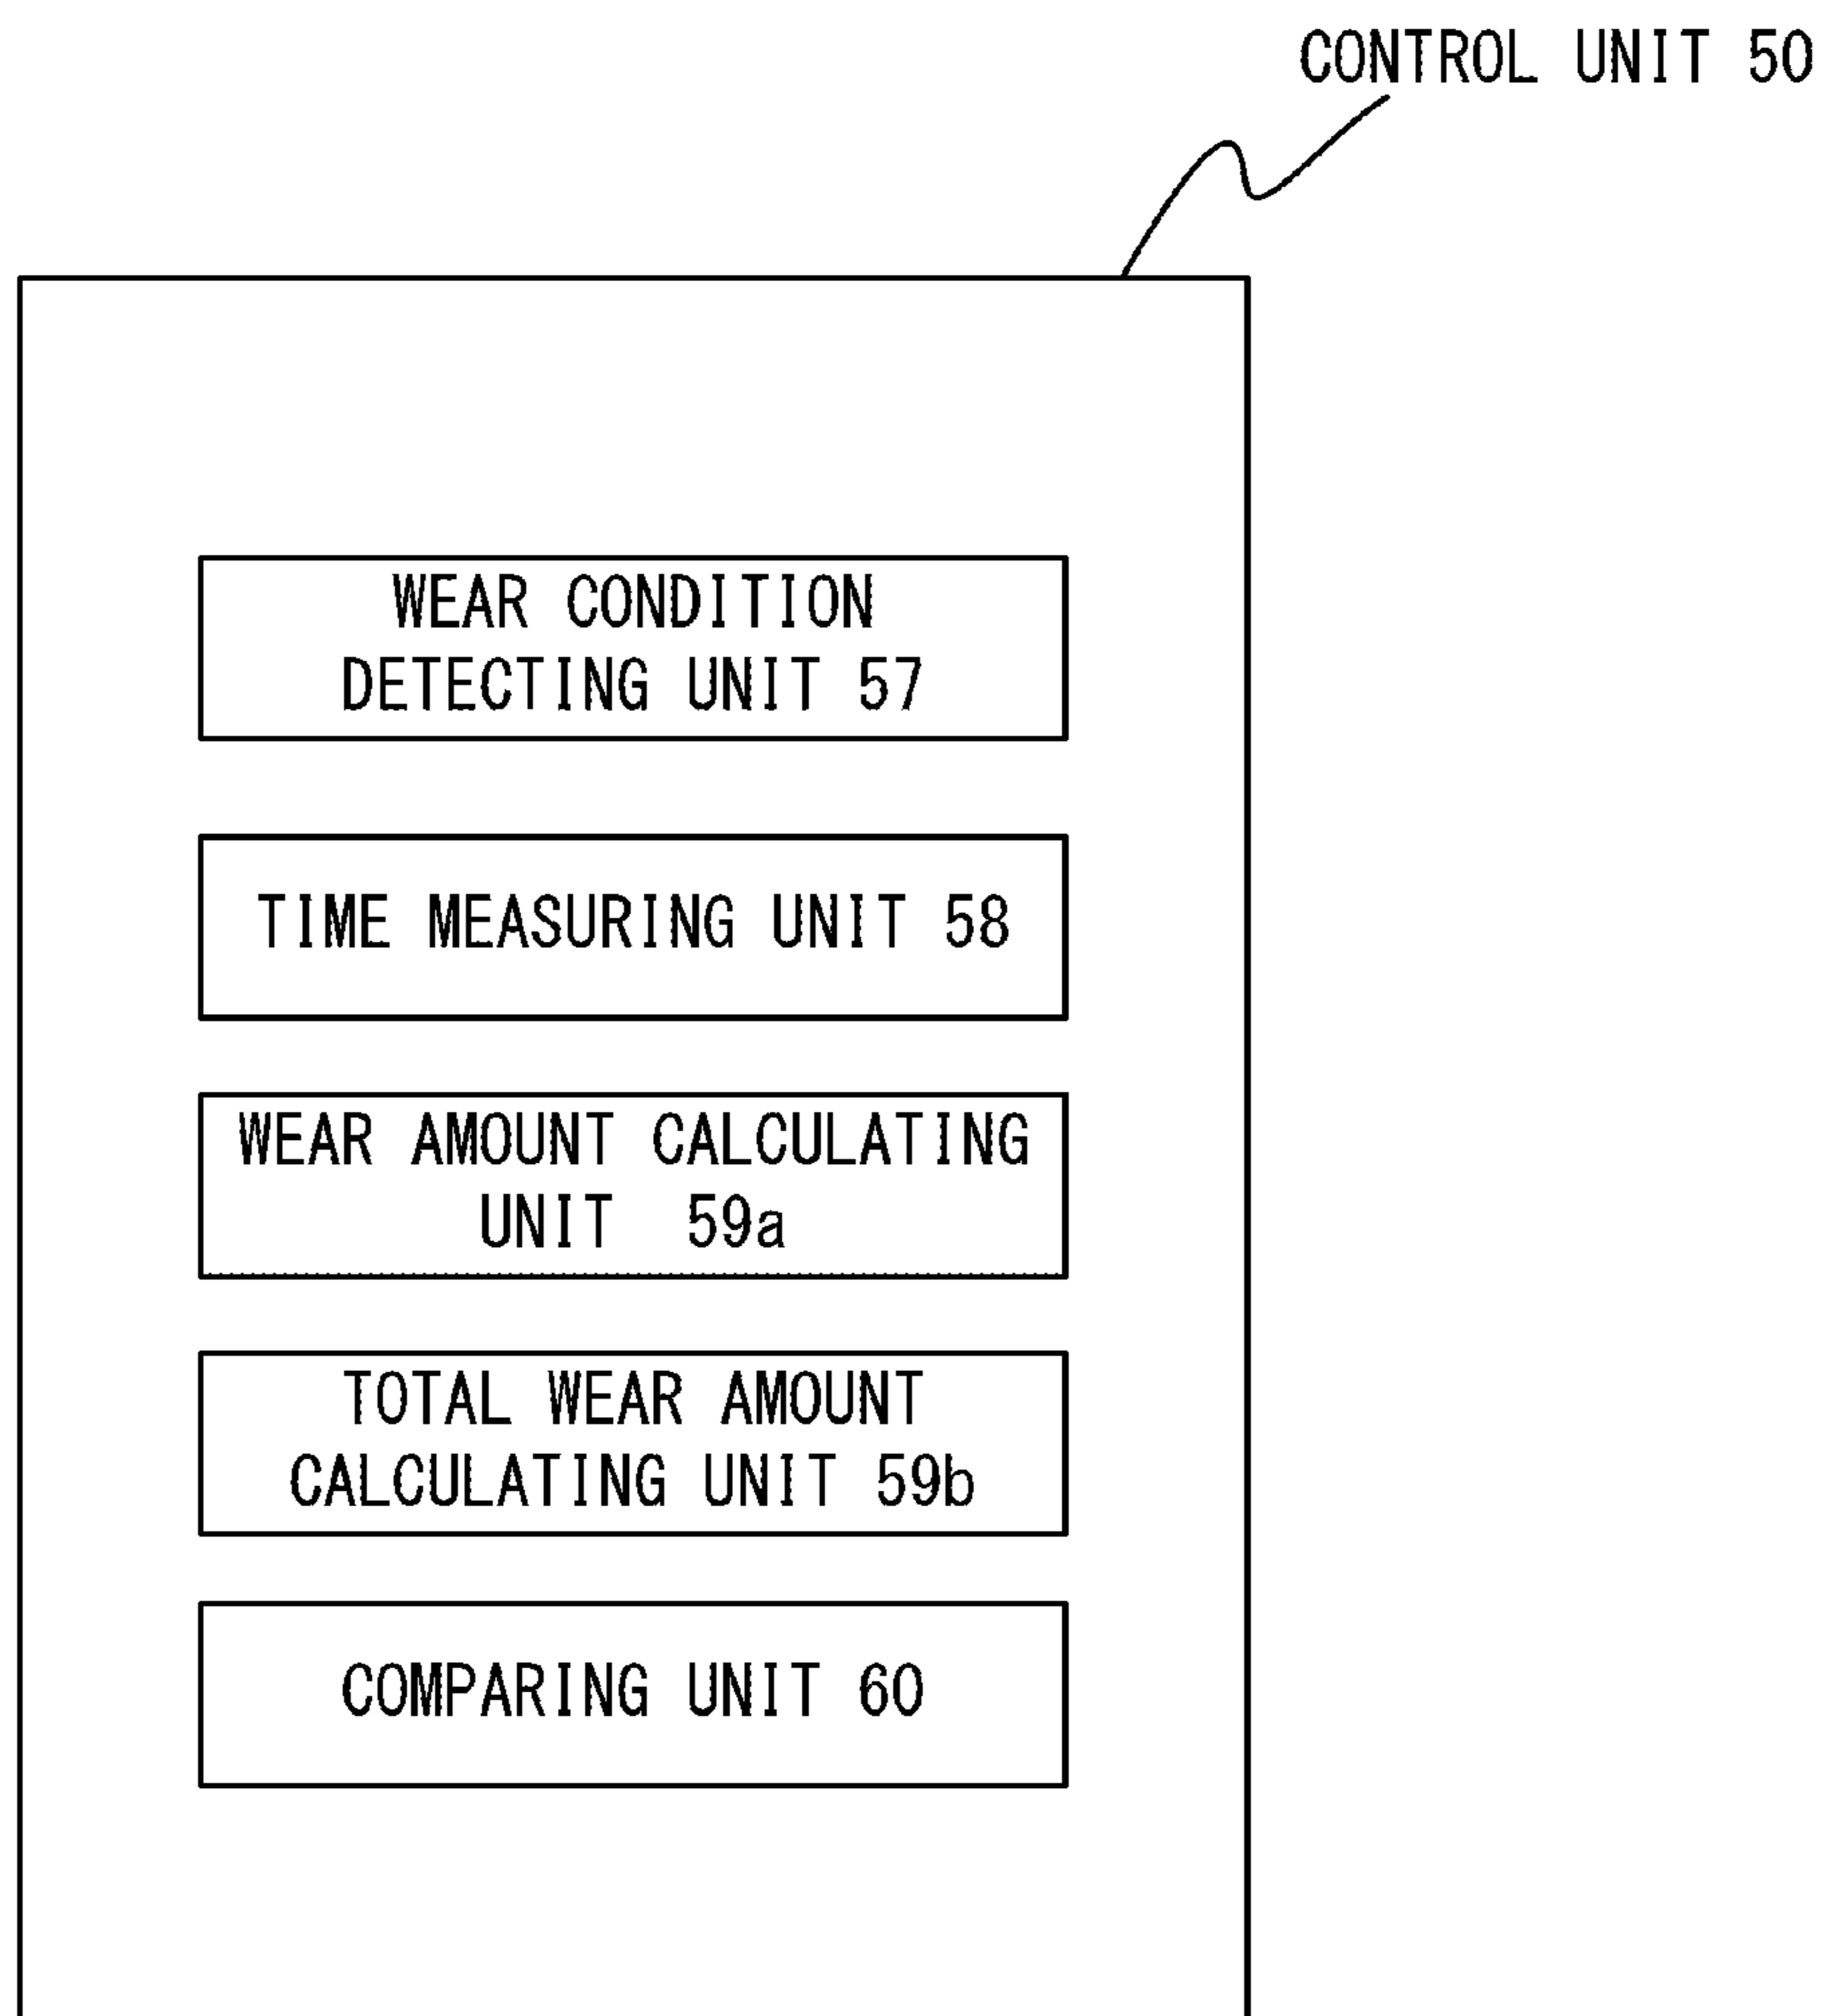 CONTROL UNIT 50
WEAR CONDITION
DETECTING UNIT 57
TIME MEASURING UNIT 58
WEAR AMOUNT CALCULATING
UNIT 59a
TOTAL WEAR AMOUNT
CALCULATING UNIT 59b
COMPARING UNIT 60